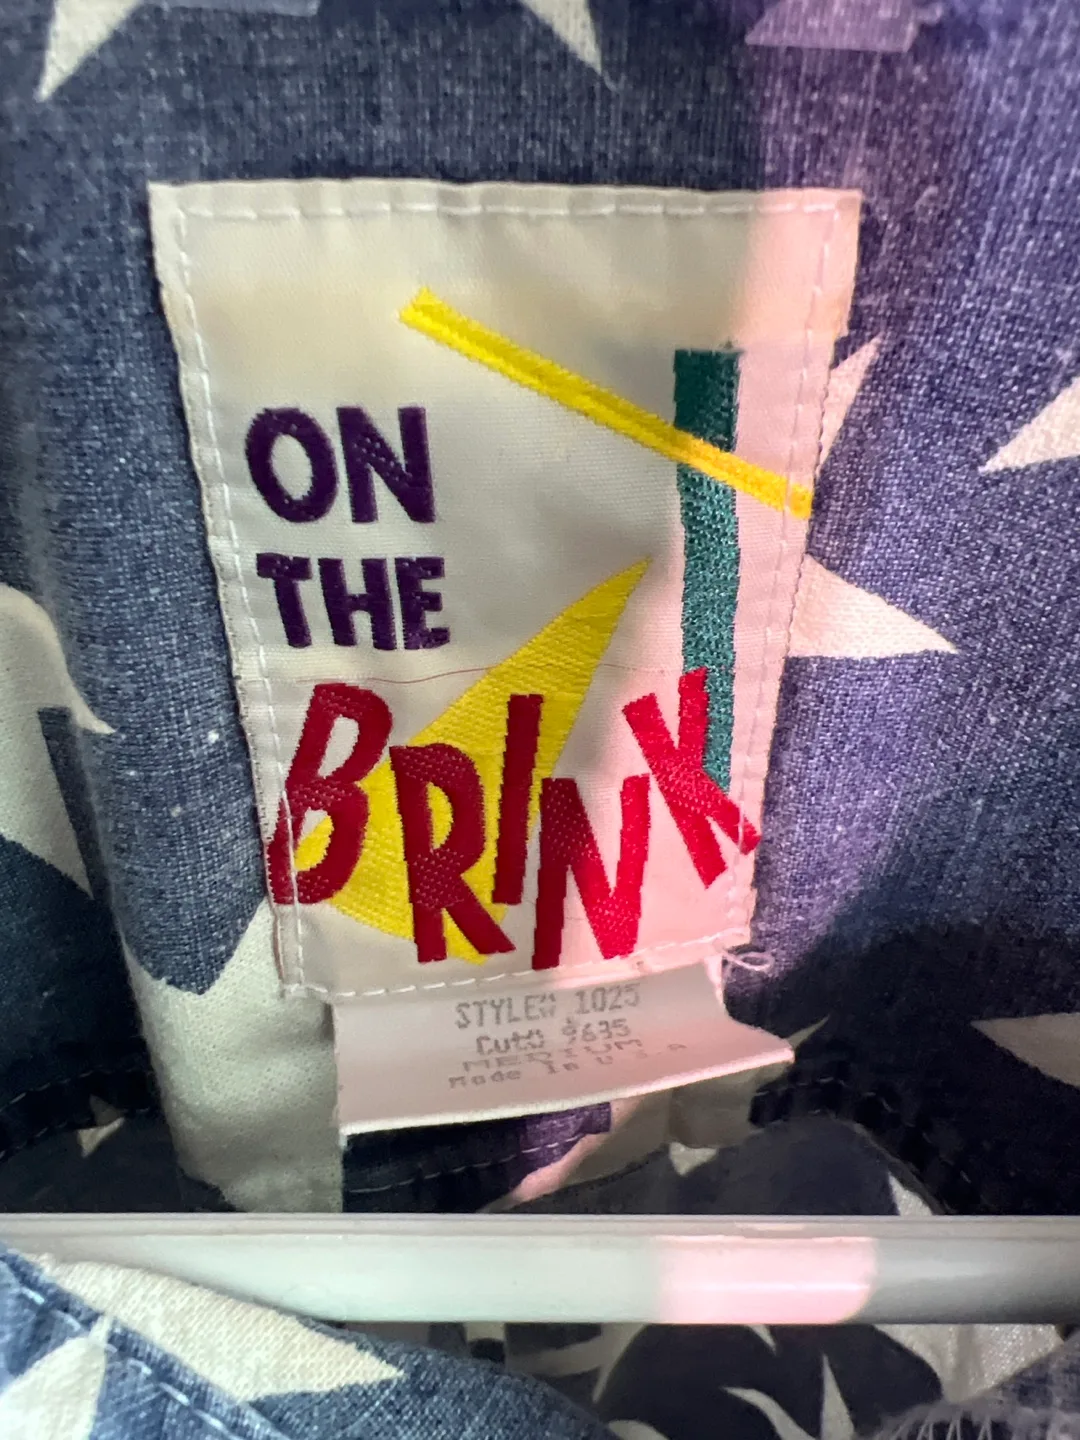 ON
THE
BRINK
STYLE# 1025
Cut# 9635
MEDIUM
Made In U.S.A